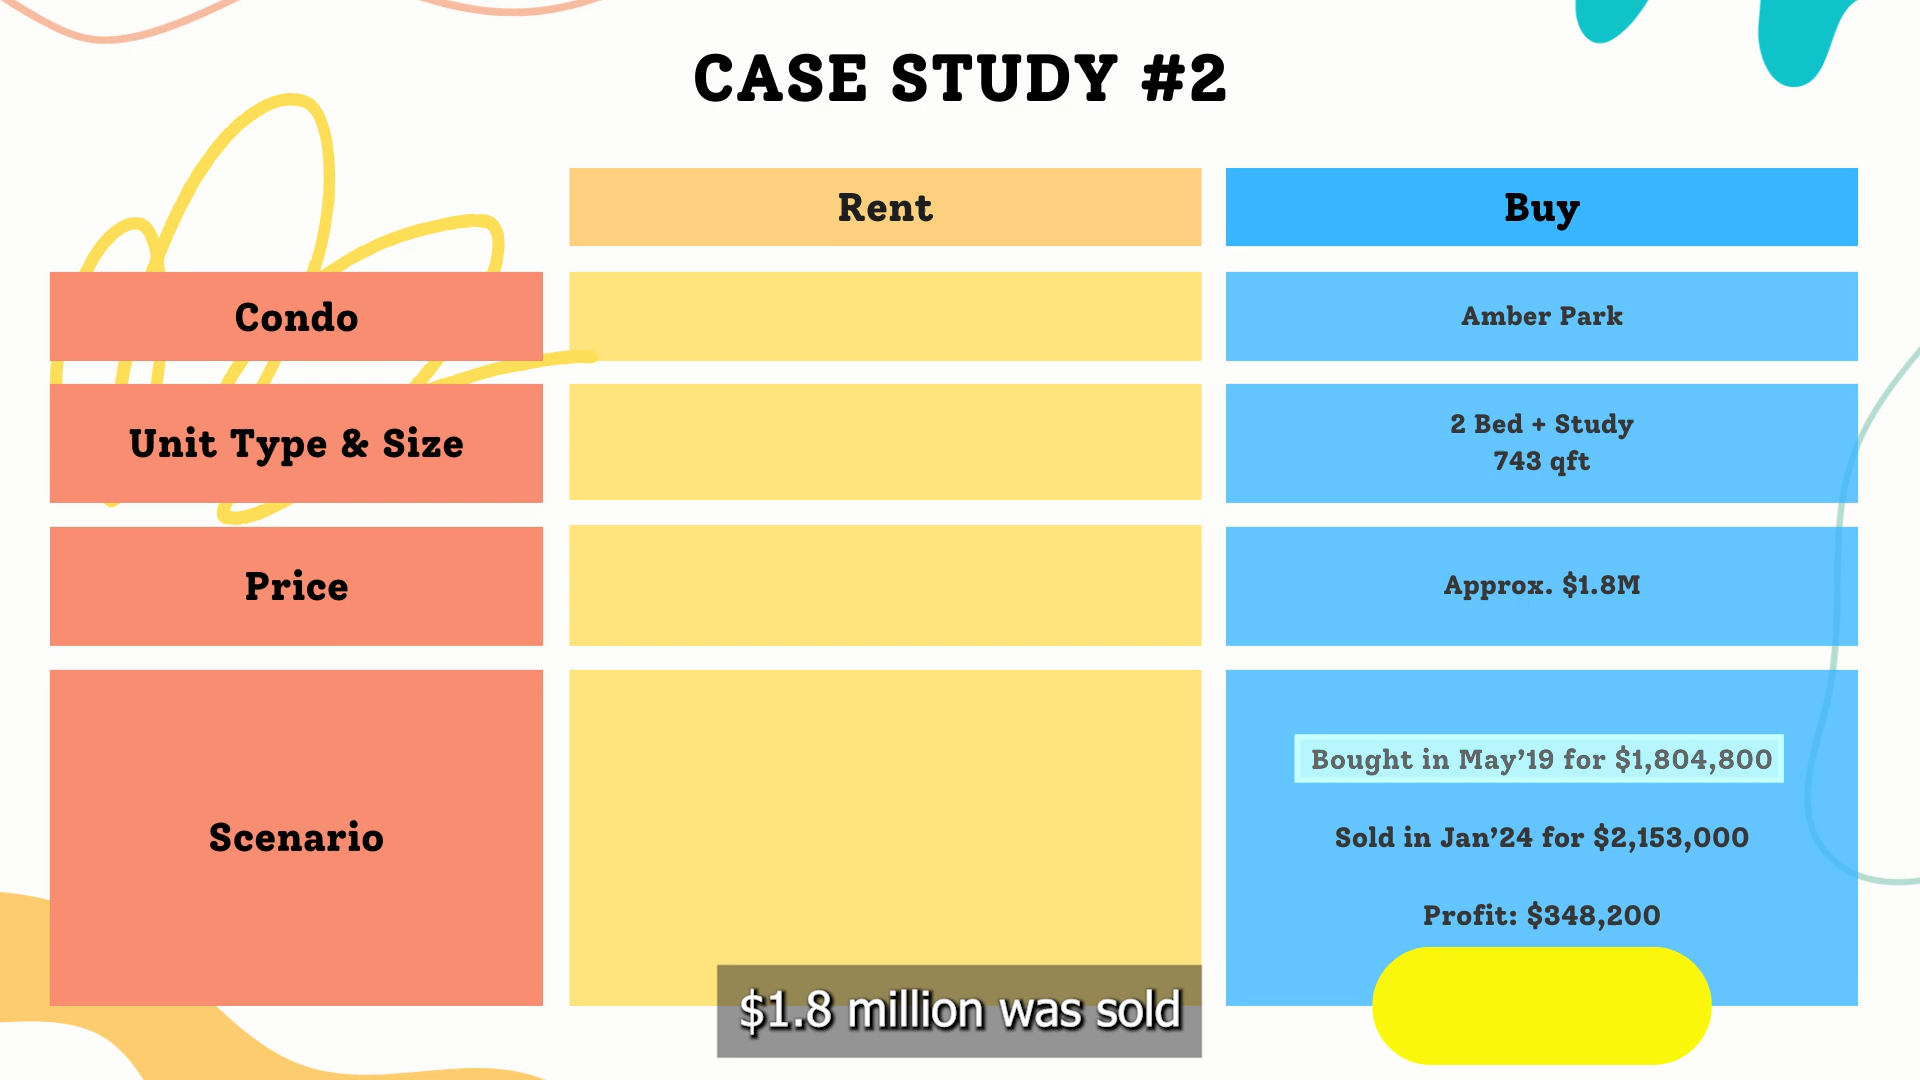 CASE STUDY #2
Rent
Buy
Condo
Amber Park
Unit Type & Size
2 Bed + Study
743 qft
Price
Approx. $1.8M
Scenario
Bought in May’19 for $1,804,800
Sold in Jan’24 for $2,153,000
Profit: $348,200
$1.8 million was sold